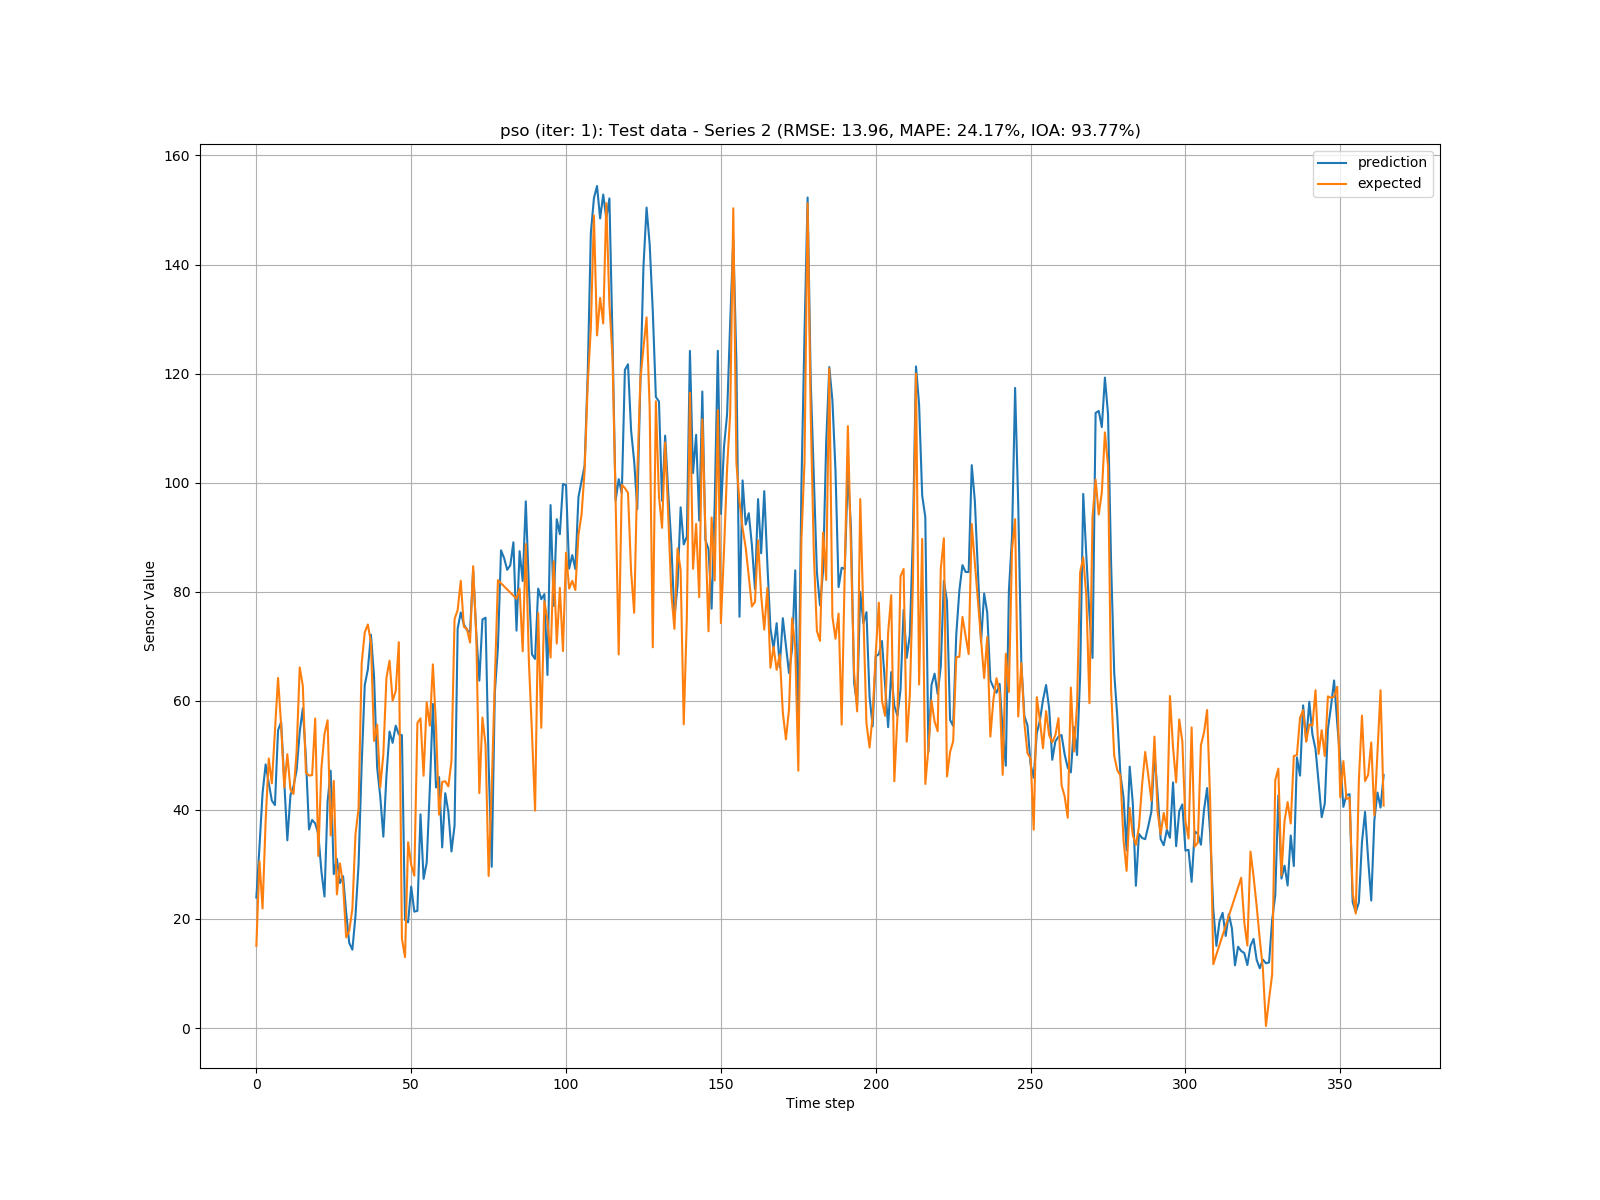 pso (iter: 1): Test data - Series 2 (RMSE: 13.96, MAPE: 24.17%, IOA: 93.77%)
prediction
expected
160
140
120
100
80
60
40
20
0
Sensor Value
0 50 100 150 200 250 300 350
Time step